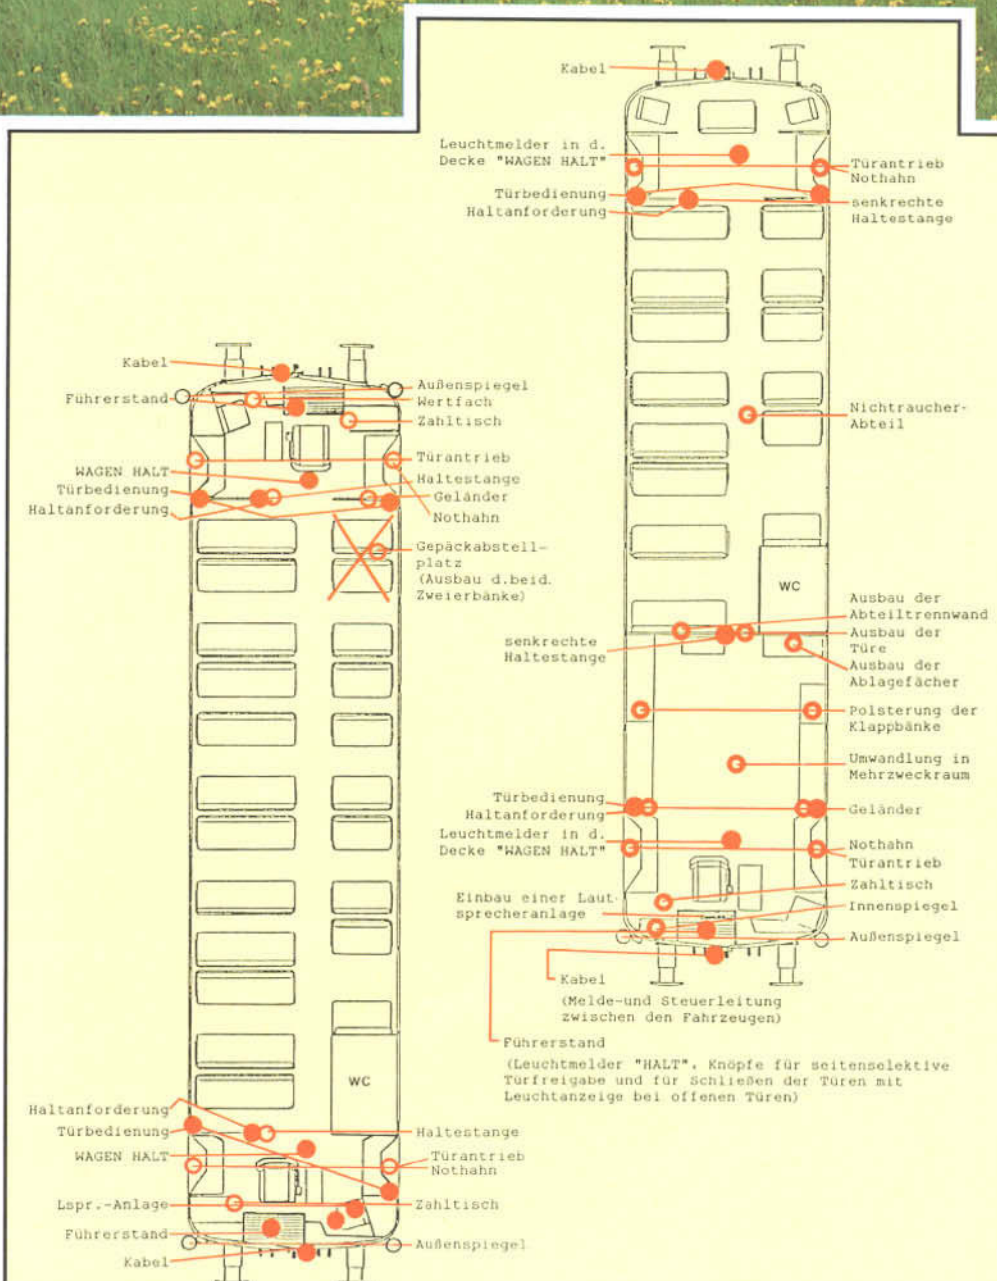 Kabel
Führerstand
WAGEN HALT
Türbedienung
Haltanforderung
Außenspiegel
Wertfach
Zahltisch
Türantrieb
Haltestange
Geländer
Nothahn
Gepäckabstell-
platz
(Ausbau d.beid.
Zweierbänke)
WC
Haltanforderung
Türbedienung
WAGEN HALT
Lspr.-Anlage
Führerstand
Kabel
Haltestange
Türantrieb
Nothahn
Zahltisch
Außenspiegel
Kabel
Leuchtmelder in d.
Decke "WAGEN HALT"
Türbedienung
Haltanforderung
Türantrieb
Nothahn
senkrechte
Haltestange
Nichtraucher-
Abteil
WC
senkrechte
Haltestange
Ausbau der
Abteiltrennwand
Ausbau der
Türe
Ausbau der
Ablagefächer
Polsterung der
Klappbänke
Umwandlung in
Mehrzweckraum
Türbedienung
Haltanforderung
Leuchtmelder in d.
Decke "WAGEN HALT"
Geländer
Nothahn
Türantrieb
Zahltisch
Einbau einer Laut-
sprecheranlage
Innenspiegel
Außenspiegel
Kabel
(Melde-und Steuerleitung
zwischen den Fahrzeugen)
Führerstand
(Leuchtmelder "HALT", Knöpfe für seitenselektive
Türfreigabe und für Schließen der Türen mit
Leuchtanzeige bei offenen Türen)